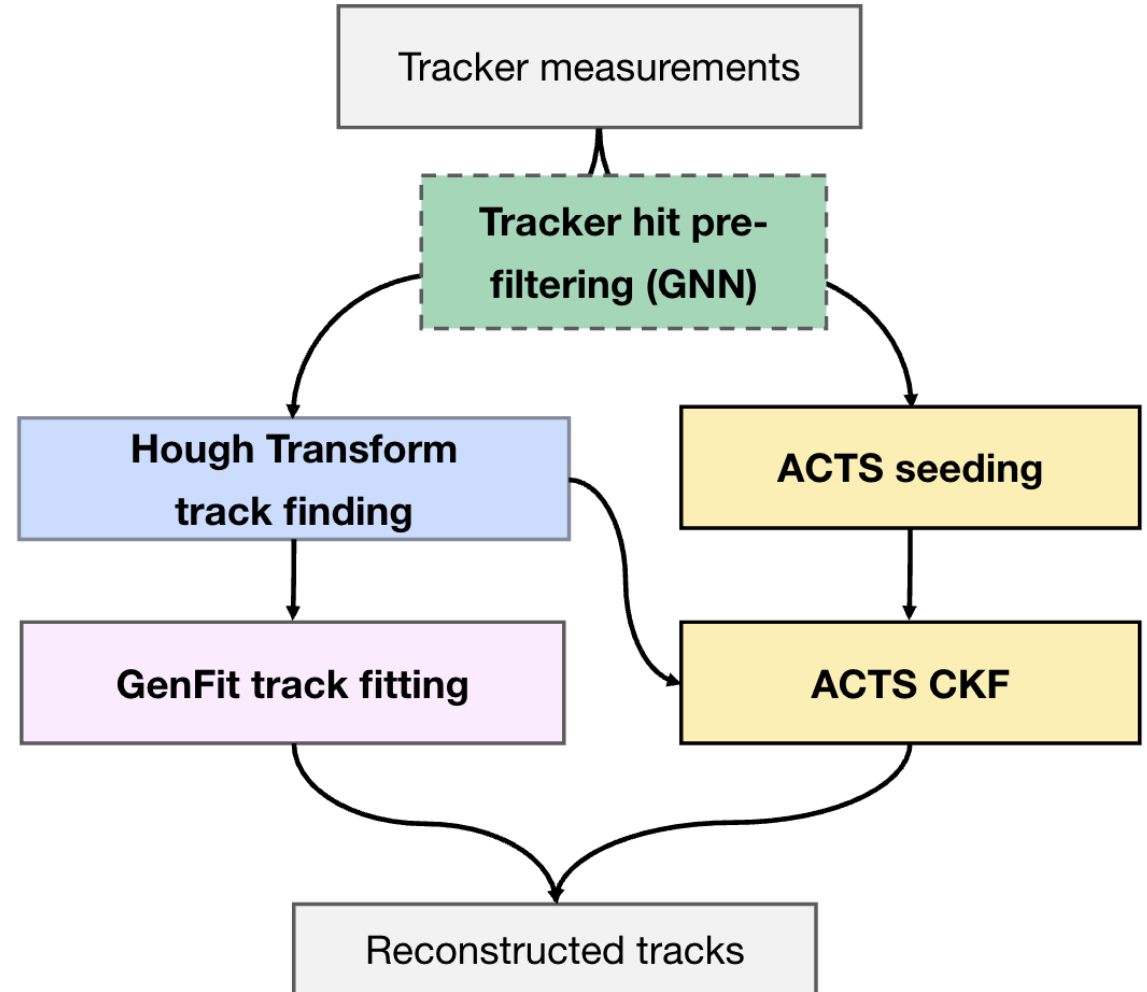 Tracker measurements
Tracker hit pre-
filtering (GNN)
Hough Transform
track finding
ACTS seeding
GenFit track fitting
ACTS CKF
Reconstructed tracks